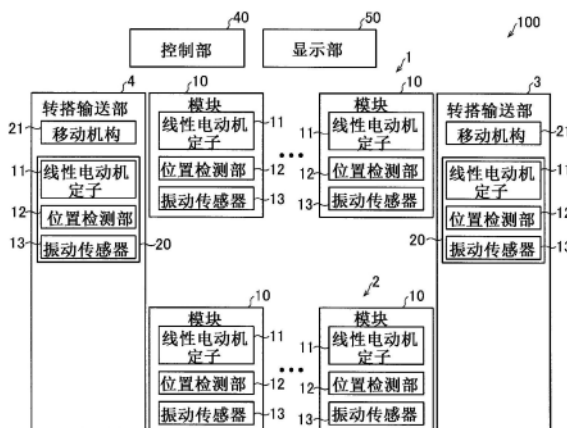 40
50
100
控制部
显示部
1
4
10
10
3
转搭输送部
21
移动机构
11
线性电动机
定子
12
位置检测部
13
振动传感器
20
模块
线性电动机
定子
11
位置检测部
12
振动传感器
13
•••
模块
11
线性电动机
定子
12
位置检测部
13
振动传感器
转搭输送部
移动机构
21
线性电动机
定子
11
位置检测部
12
振动传感器
13
20
10
2
10
模块
线性电动机
定子
11
位置检测部
12
振动传感器
13
•••
模块
11
线性电动机
定子
12
位置检测部
13
振动传感器